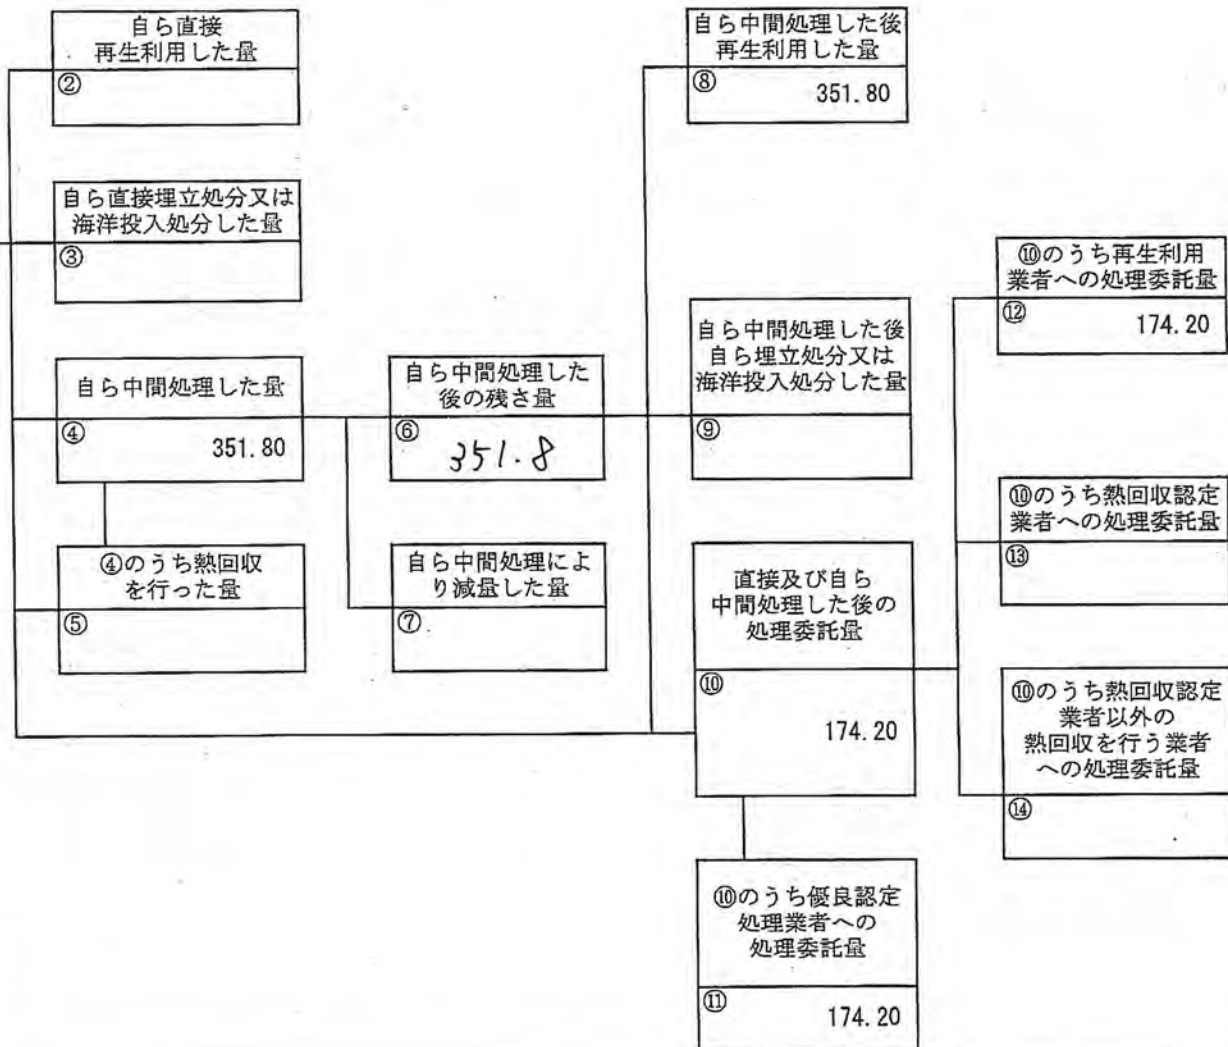 自ら直接
再生利用した量
②
自ら直接埋立処分又は
海洋投入処分した量
③
自ら中間処理した量
④
351.80
④のうち熱回収
を行った量
⑤
自ら中間処理した
後の残さ量
⑥
351.8
自ら中間処理によ
り減量した量
⑦
自ら中間処理した後
再生利用した量
⑧
351.80
自ら中間処理した後
自ら埋立処分又は
海洋投入処分した量
⑨
直接及び自ら
中間処理した後の
処理委託量
⑩
174.20
⑩のうち優良認定
処理業者への
処理委託量
⑪
174.20
⑩のうち再生利用
業者への処理委託量
⑫
174.20
⑩のうち熱回収認定
業者への処理委託量
⑬
⑩のうち熱回収認定
業者以外の
熱回収を行う業者
への処理委託量
⑭